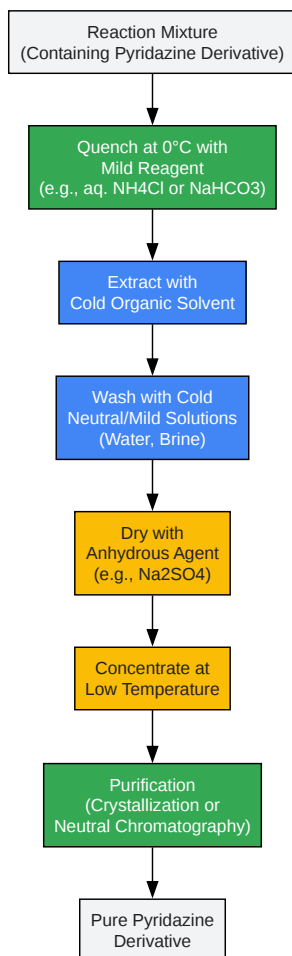 Reaction Mixture
(Containing Pyridazine Derivative)
Quench at 0°C with
Mild Reagent
(e.g., aq. NH4Cl or NaHCO3)
Extract with
Cold Organic Solvent
Wash with Cold
Neutral/Mild Solutions
(Water, Brine)
Dry with
Anhydrous Agent
(e.g., Na2SO4)
Concentrate at
Low Temperature
Purification
(Crystallization or
Neutral Chromatography)
Pure Pyridazine
Derivative